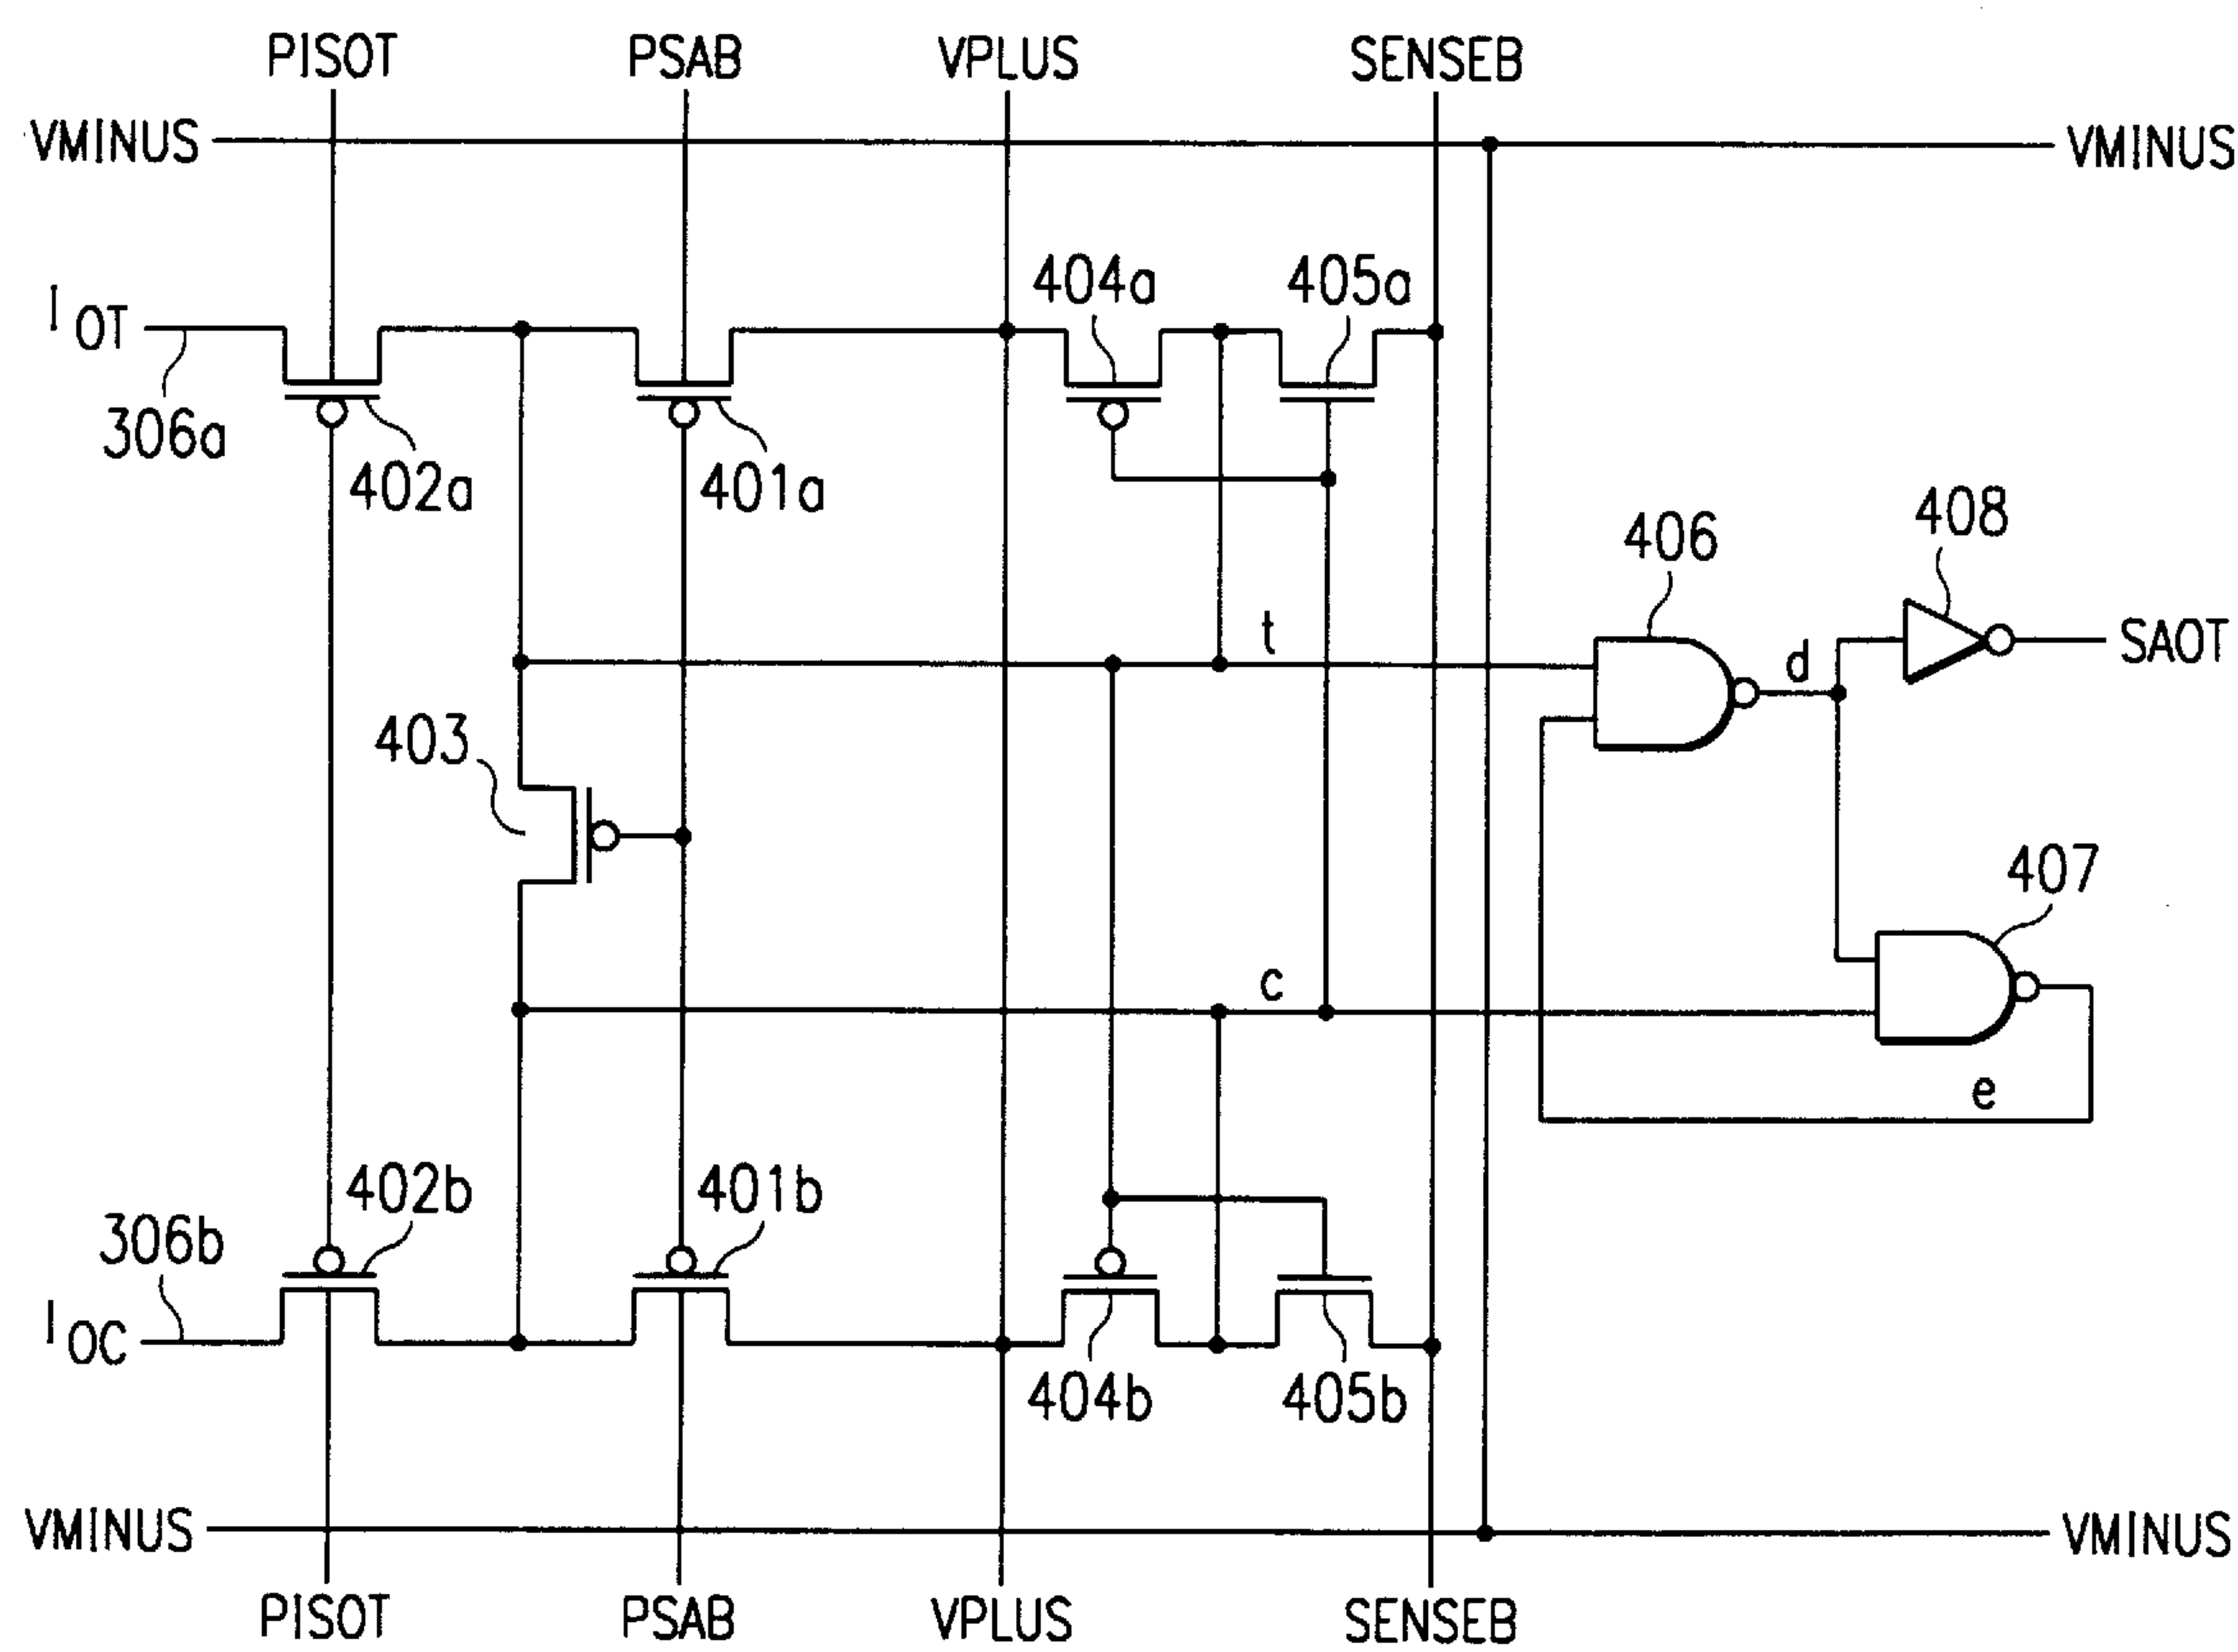 PISOT PSAB VPLUS SENSEB
VMINUS VMINUS
404a 405a
I OT
306a 402a 401a
406 408
t d SAOT
403
407
c
e
402b 401b
306b
I OC
404b 405b
VMINUS VMINUS
PISOT PSAB VPLUS SENSEB